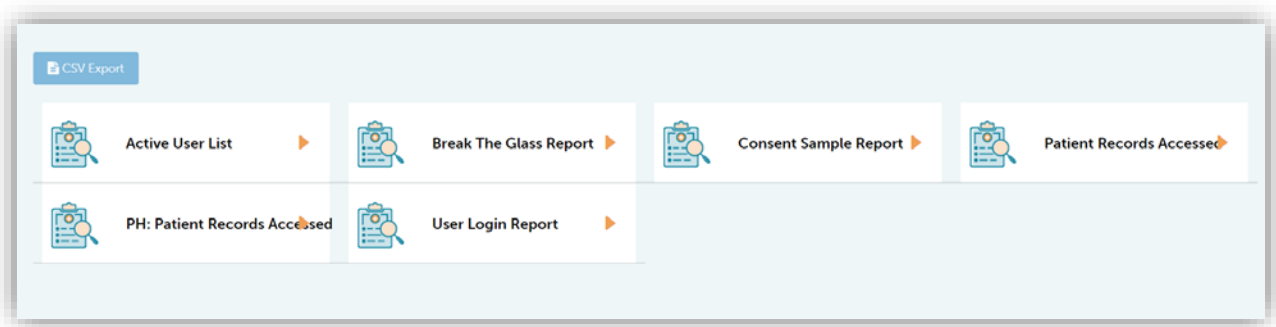 CSV Export
Active User List
Break The Glass Report
Consent Sample Report
Patient Records Accessed
PH: Patient Records Accessed
User Login Report